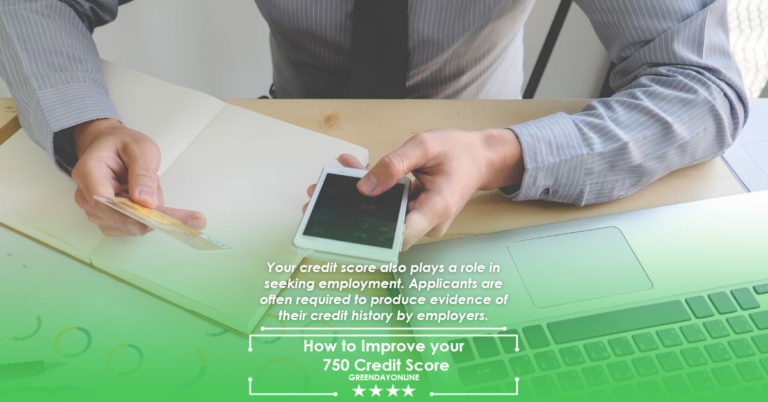 Your credit score also plays a role in
seeking employment. Applicants are
often required to produce evidence of
their credit history by employers.
How to Improve your
750 Credit Score
GREENDAYONLINE